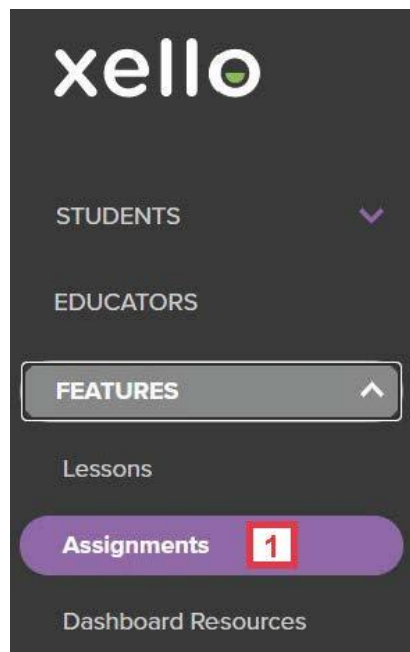 xello
STUDENTS
EDUCATORS
FEATURES
Lessons
Assignments 1
Dashboard Resources